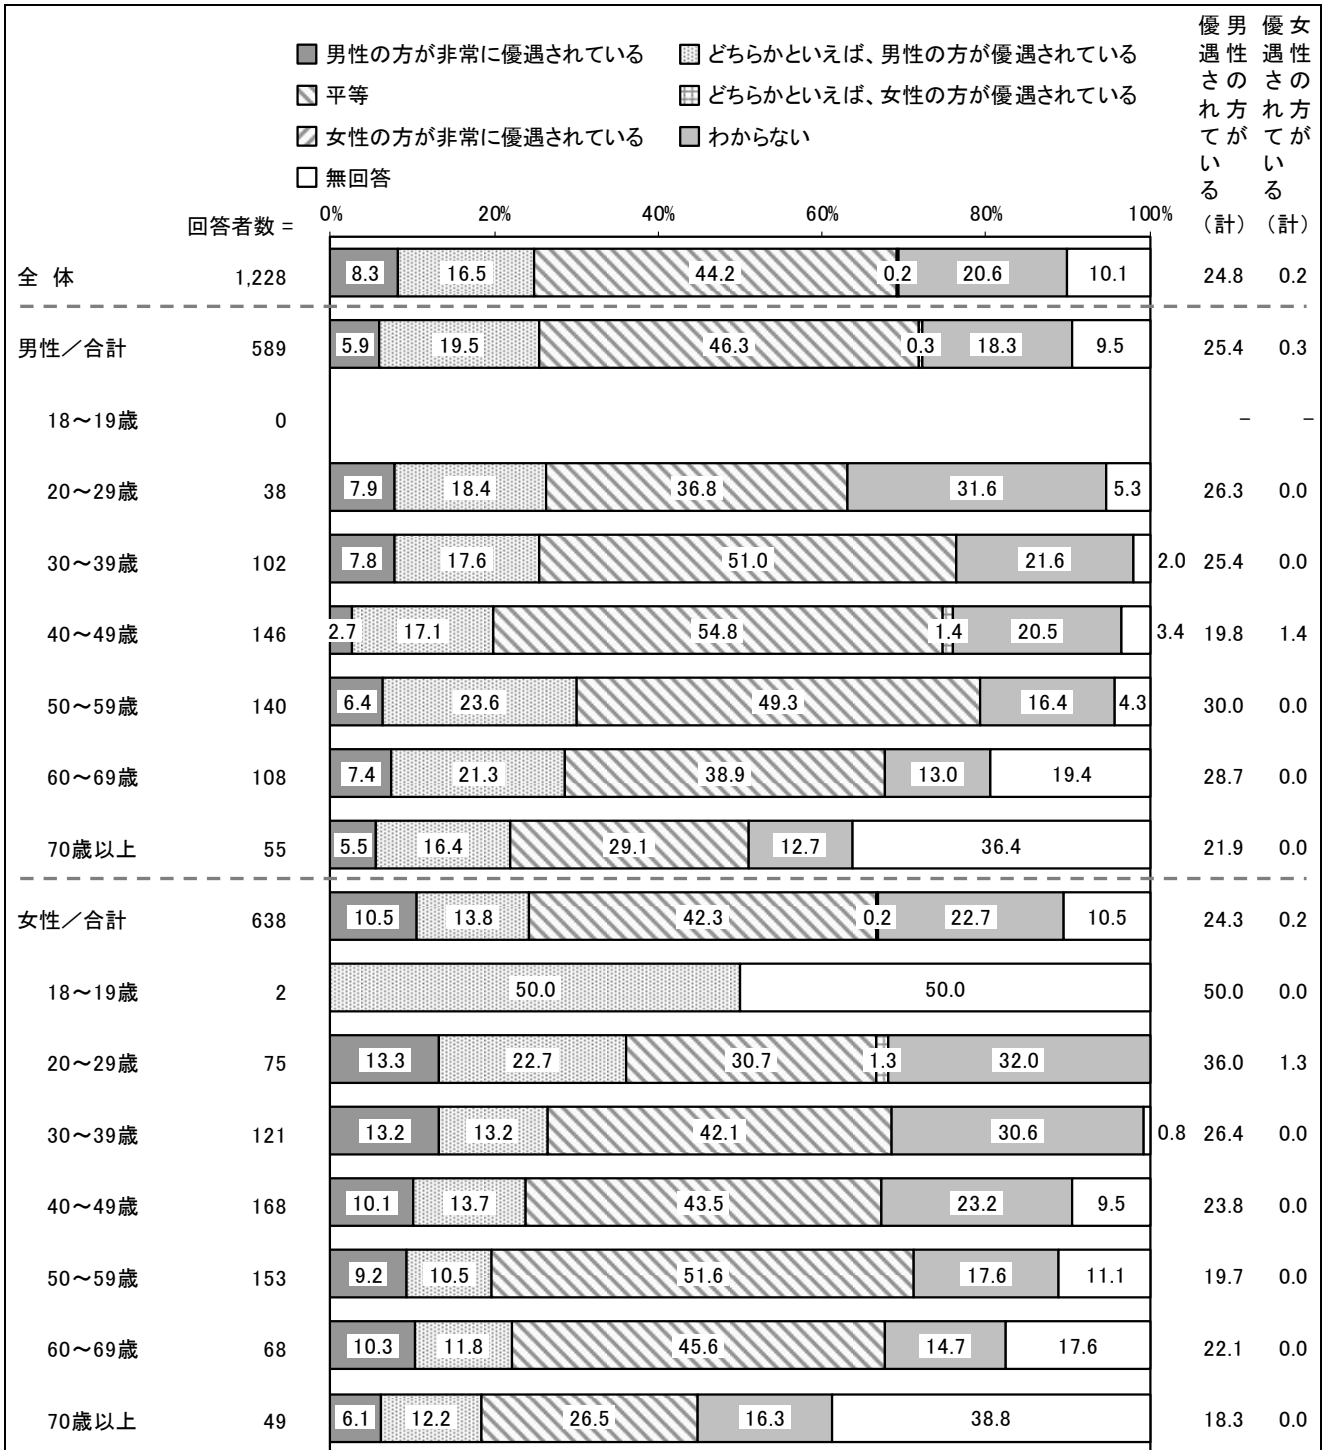 男性の方が非常に優遇されている どちらかといえば、男性の方が優遇されている
平等 どちらかといえば、女性の方が優遇されている
女性の方が非常に優遇されている わからない
無回答
男性の方が優遇されている(計)
女性の方が優遇されている(計)
回答者数 = 0% 20% 40% 60% 80% 100%
全 体 1,228 8.3 16.5 44.2 0.2 20.6 10.1 24.8 0.2
男性／合計 589 5.9 19.5 46.3 0.3 18.3 9.5 25.4 0.3
18～19歳 0 － －
20～29歳 38 7.9 18.4 36.8 31.6 5.3 26.3 0.0
30～39歳 102 7.8 17.6 51.0 21.6 2.0 25.4 0.0
40～49歳 146 2.7 17.1 54.8 1.4 20.5 3.4 19.8 1.4
50～59歳 140 6.4 23.6 49.3 16.4 4.3 30.0 0.0
60～69歳 108 7.4 21.3 38.9 13.0 19.4 28.7 0.0
70歳以上 55 5.5 16.4 29.1 12.7 36.4 21.9 0.0
女性／合計 638 10.5 13.8 42.3 0.2 22.7 10.5 24.3 0.2
18～19歳 2 50.0 50.0 50.0 0.0
20～29歳 75 13.3 22.7 30.7 1.3 32.0 36.0 1.3
30～39歳 121 13.2 13.2 42.1 30.6 0.8 26.4 0.0
40～49歳 168 10.1 13.7 43.5 23.2 9.5 23.8 0.0
50～59歳 153 9.2 10.5 51.6 17.6 11.1 19.7 0.0
60～69歳 68 10.3 11.8 45.6 14.7 17.6 22.1 0.0
70歳以上 49 6.1 12.2 26.5 16.3 38.8 18.3 0.0